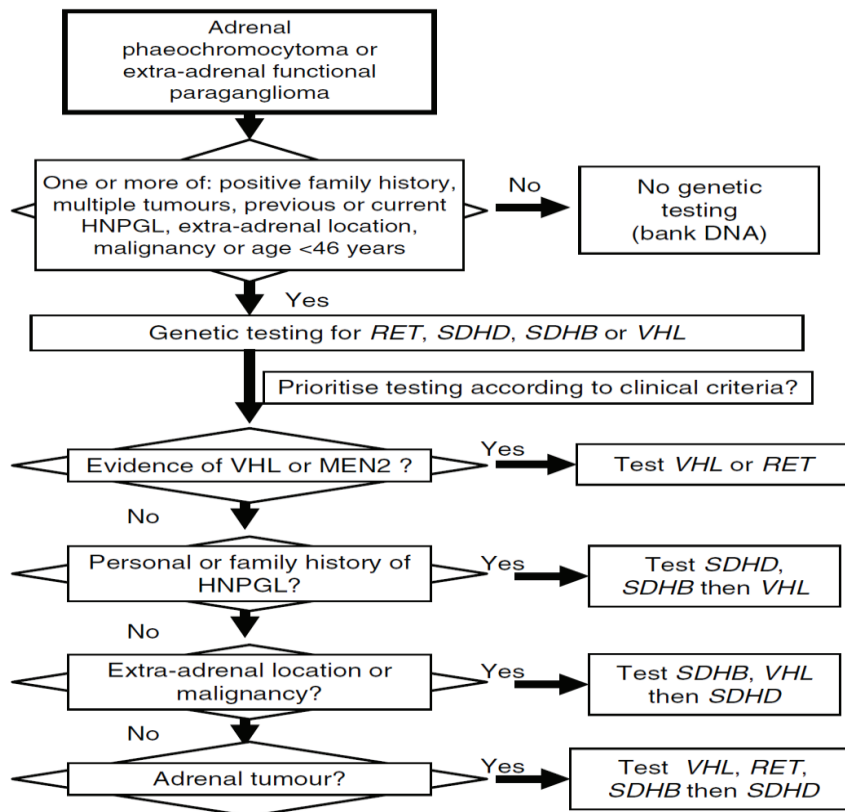 Adrenal
phaeochromocytoma or
extra-adrenal functional
paraganglioma
One or more of: positive family history,
multiple tumours, previous or current
HNPGL, extra-adrenal location,
malignancy or age <46 years
No
No genetic
testing
(bank DNA)
Yes
Genetic testing for RET, SDHD, SDHB or VHL
Prioritise testing according to clinical criteria?
Evidence of VHL or MEN2 ?
Yes
Test VHL or RET
No
Personal or family history of
HNPGL?
Yes
Test SDHD,
SDHB then VHL
No
Extra-adrenal location or
malignancy?
Yes
Test SDHB, VHL
then SDHD
No
Adrenal tumour?
Yes
Test VHL, RET,
SDHB then SDHD